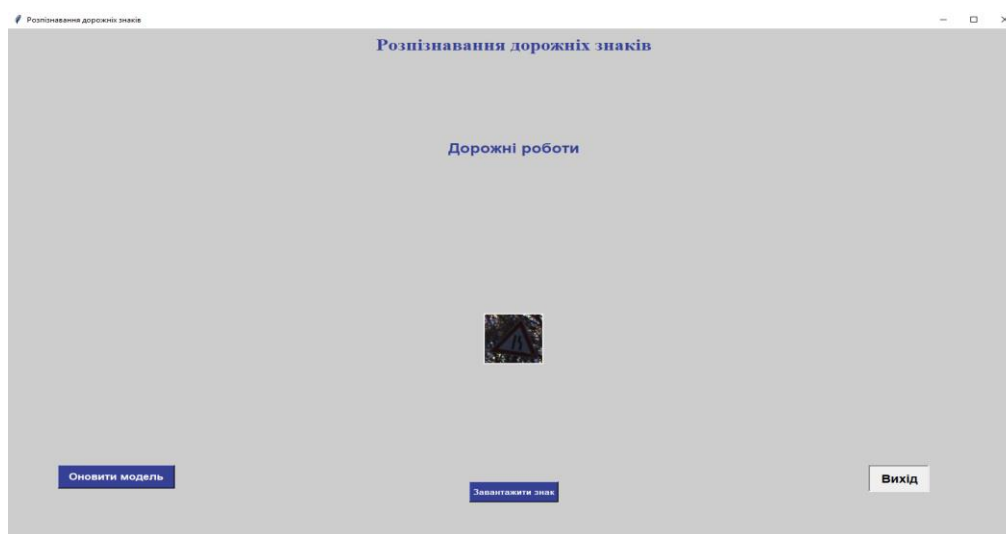 Розпізнавання дорожніх знаків
Розпізнавання дорожніх знаків
Дорожні роботи
Оновити модель
Завантажити знак
Вихід